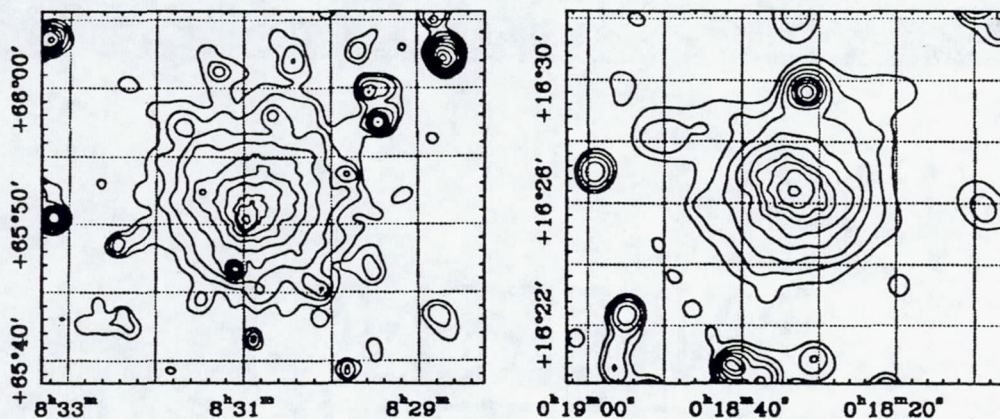 +66°00'
+65°50'
+65°40'
8ʰ33ᵐ
8ʰ31ᵐ
8ʰ29ᵐ
+16°30'
+16°26'
+16°22'
0ʰ19ᵐ00ˢ
0ʰ18ᵐ40ˢ
0ʰ18ᵐ20ˢ